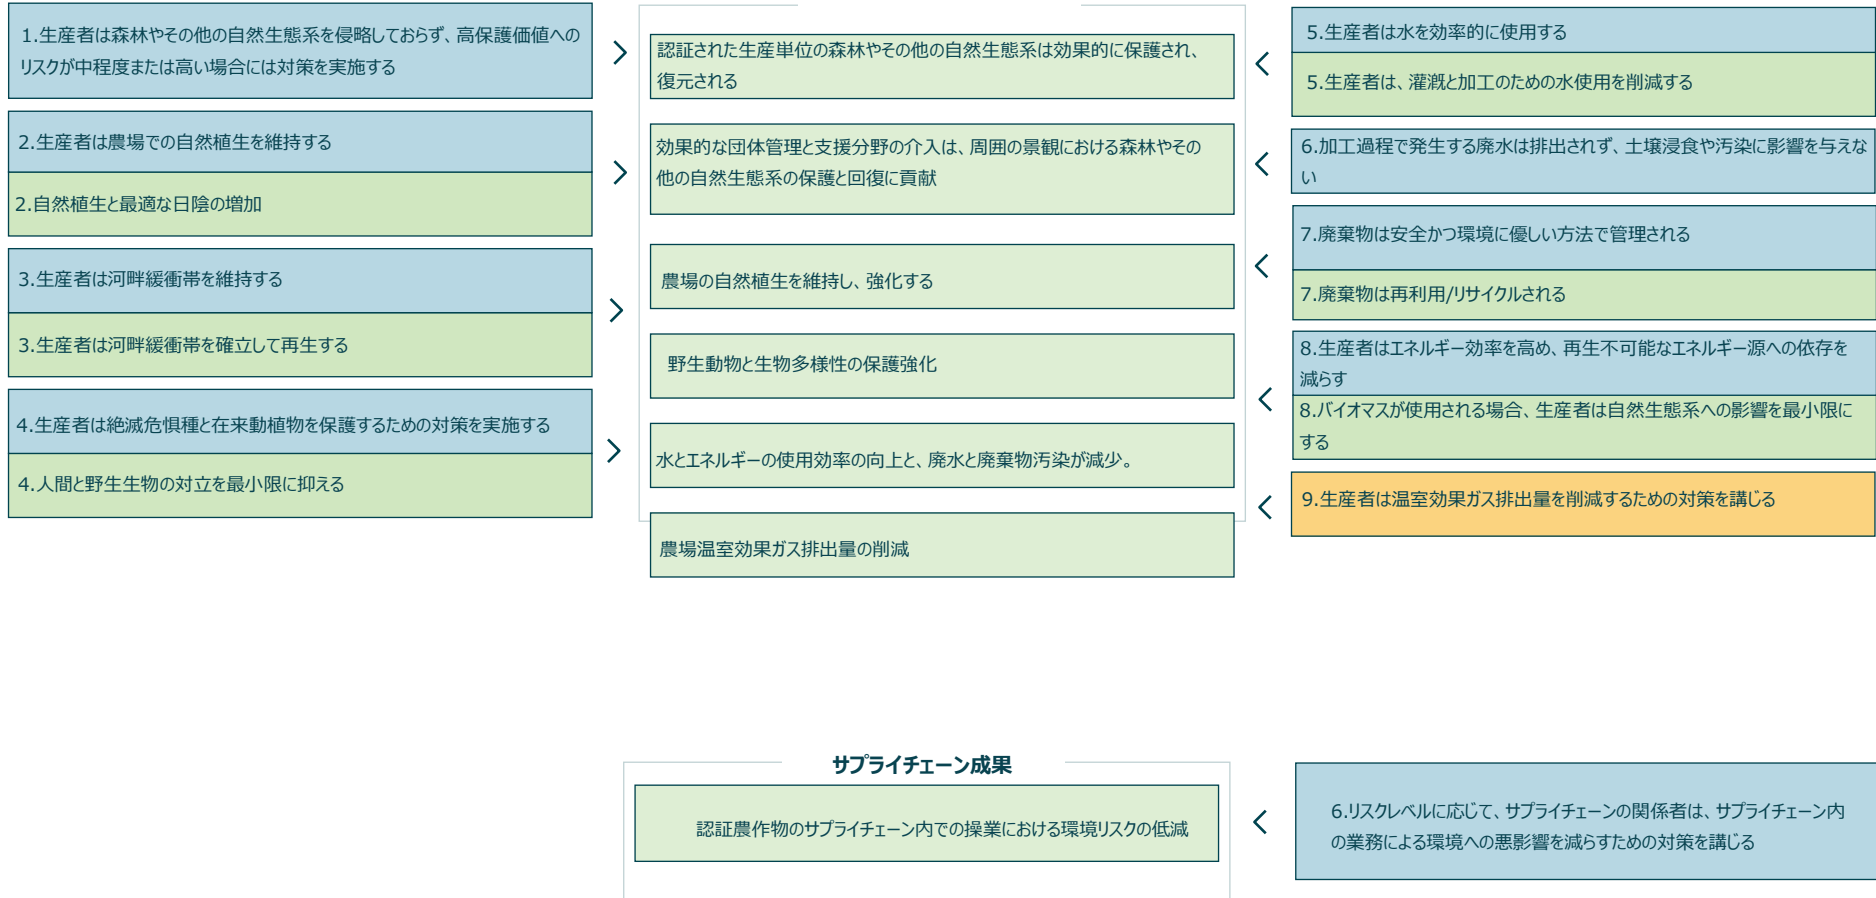 1.生産者は森林やその他の自然生態系を侵略しておらず、高保護価値への
リスクが中程度または高い場合には対策を実施する
2.生産者は農場での自然植生を維持する
2.自然植生と最適な日陰の増加
3.生産者は河畔緩衝帯を維持する
3.生産者は河畔緩衝帯を確立して再生する
4.生産者は絶滅危惧種と在来動植物を保護するための対策を実施する
4.人間と野生生物の対立を最小限に抑える
認証された生産単位の森林やその他の自然生態系は効果的に保護され、
復元される
効果的な団体管理と支援分野の介入は、周囲の景観における森林やその
他の自然生態系の保護と回復に貢献
農場の自然植生を維持し、強化する
野生動物と生物多様性の保護強化
水とエネルギーの使用効率の向上と、廃水と廃棄物汚染が減少。
農場温室効果ガス排出量の削減
5.生産者は水を効率的に使用する
5.生産者は、灌漑と加工のための水使用を削減する
6.加工過程で発生する廃水は排出されず、土壌浸食や汚染に影響を与えな
い
7.廃棄物は安全かつ環境に優しい方法で管理される
7.廃棄物は再利用/リサイクルされる
8.生産者はエネルギー効率を高め、再生不可能なエネルギー源への依存を
減らす
8.バイオマスが使用される場合、生産者は自然生態系への影響を最小限に
する
9.生産者は温室効果ガス排出量を削減するための対策を講じる
サプライチェーン成果
認証農作物のサプライチェーン内での操業における環境リスクの低減
6.リスクレベルに応じて、サプライチェーンの関係者は、サプライチェーン内
の業務による環境への悪影響を減らすための対策を講じる